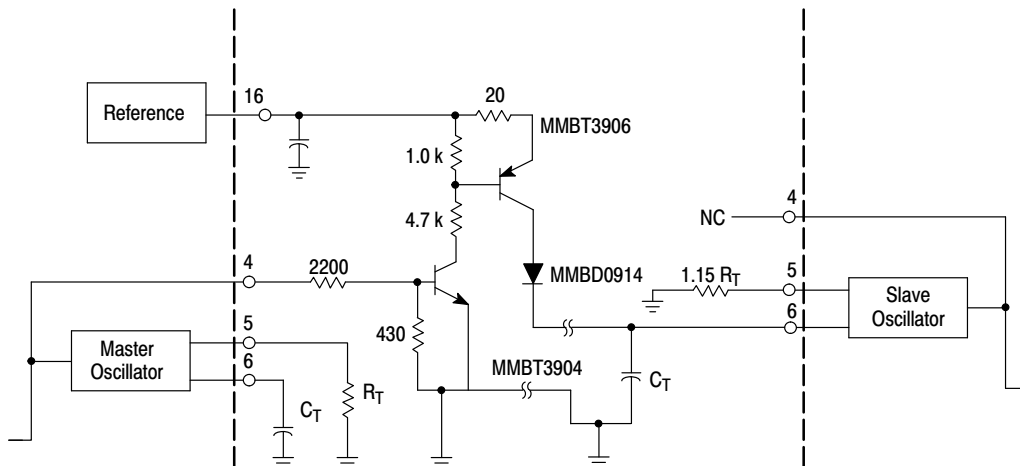 Reference
16
20
MMBT3906
1.0 k
4.7 k
4
NC
4
2200
MMBD0914
1.15 RT
5
Slave
Oscillator
6
430
5
Master
Oscillator
6
MMBT3904
CT
RT
CT